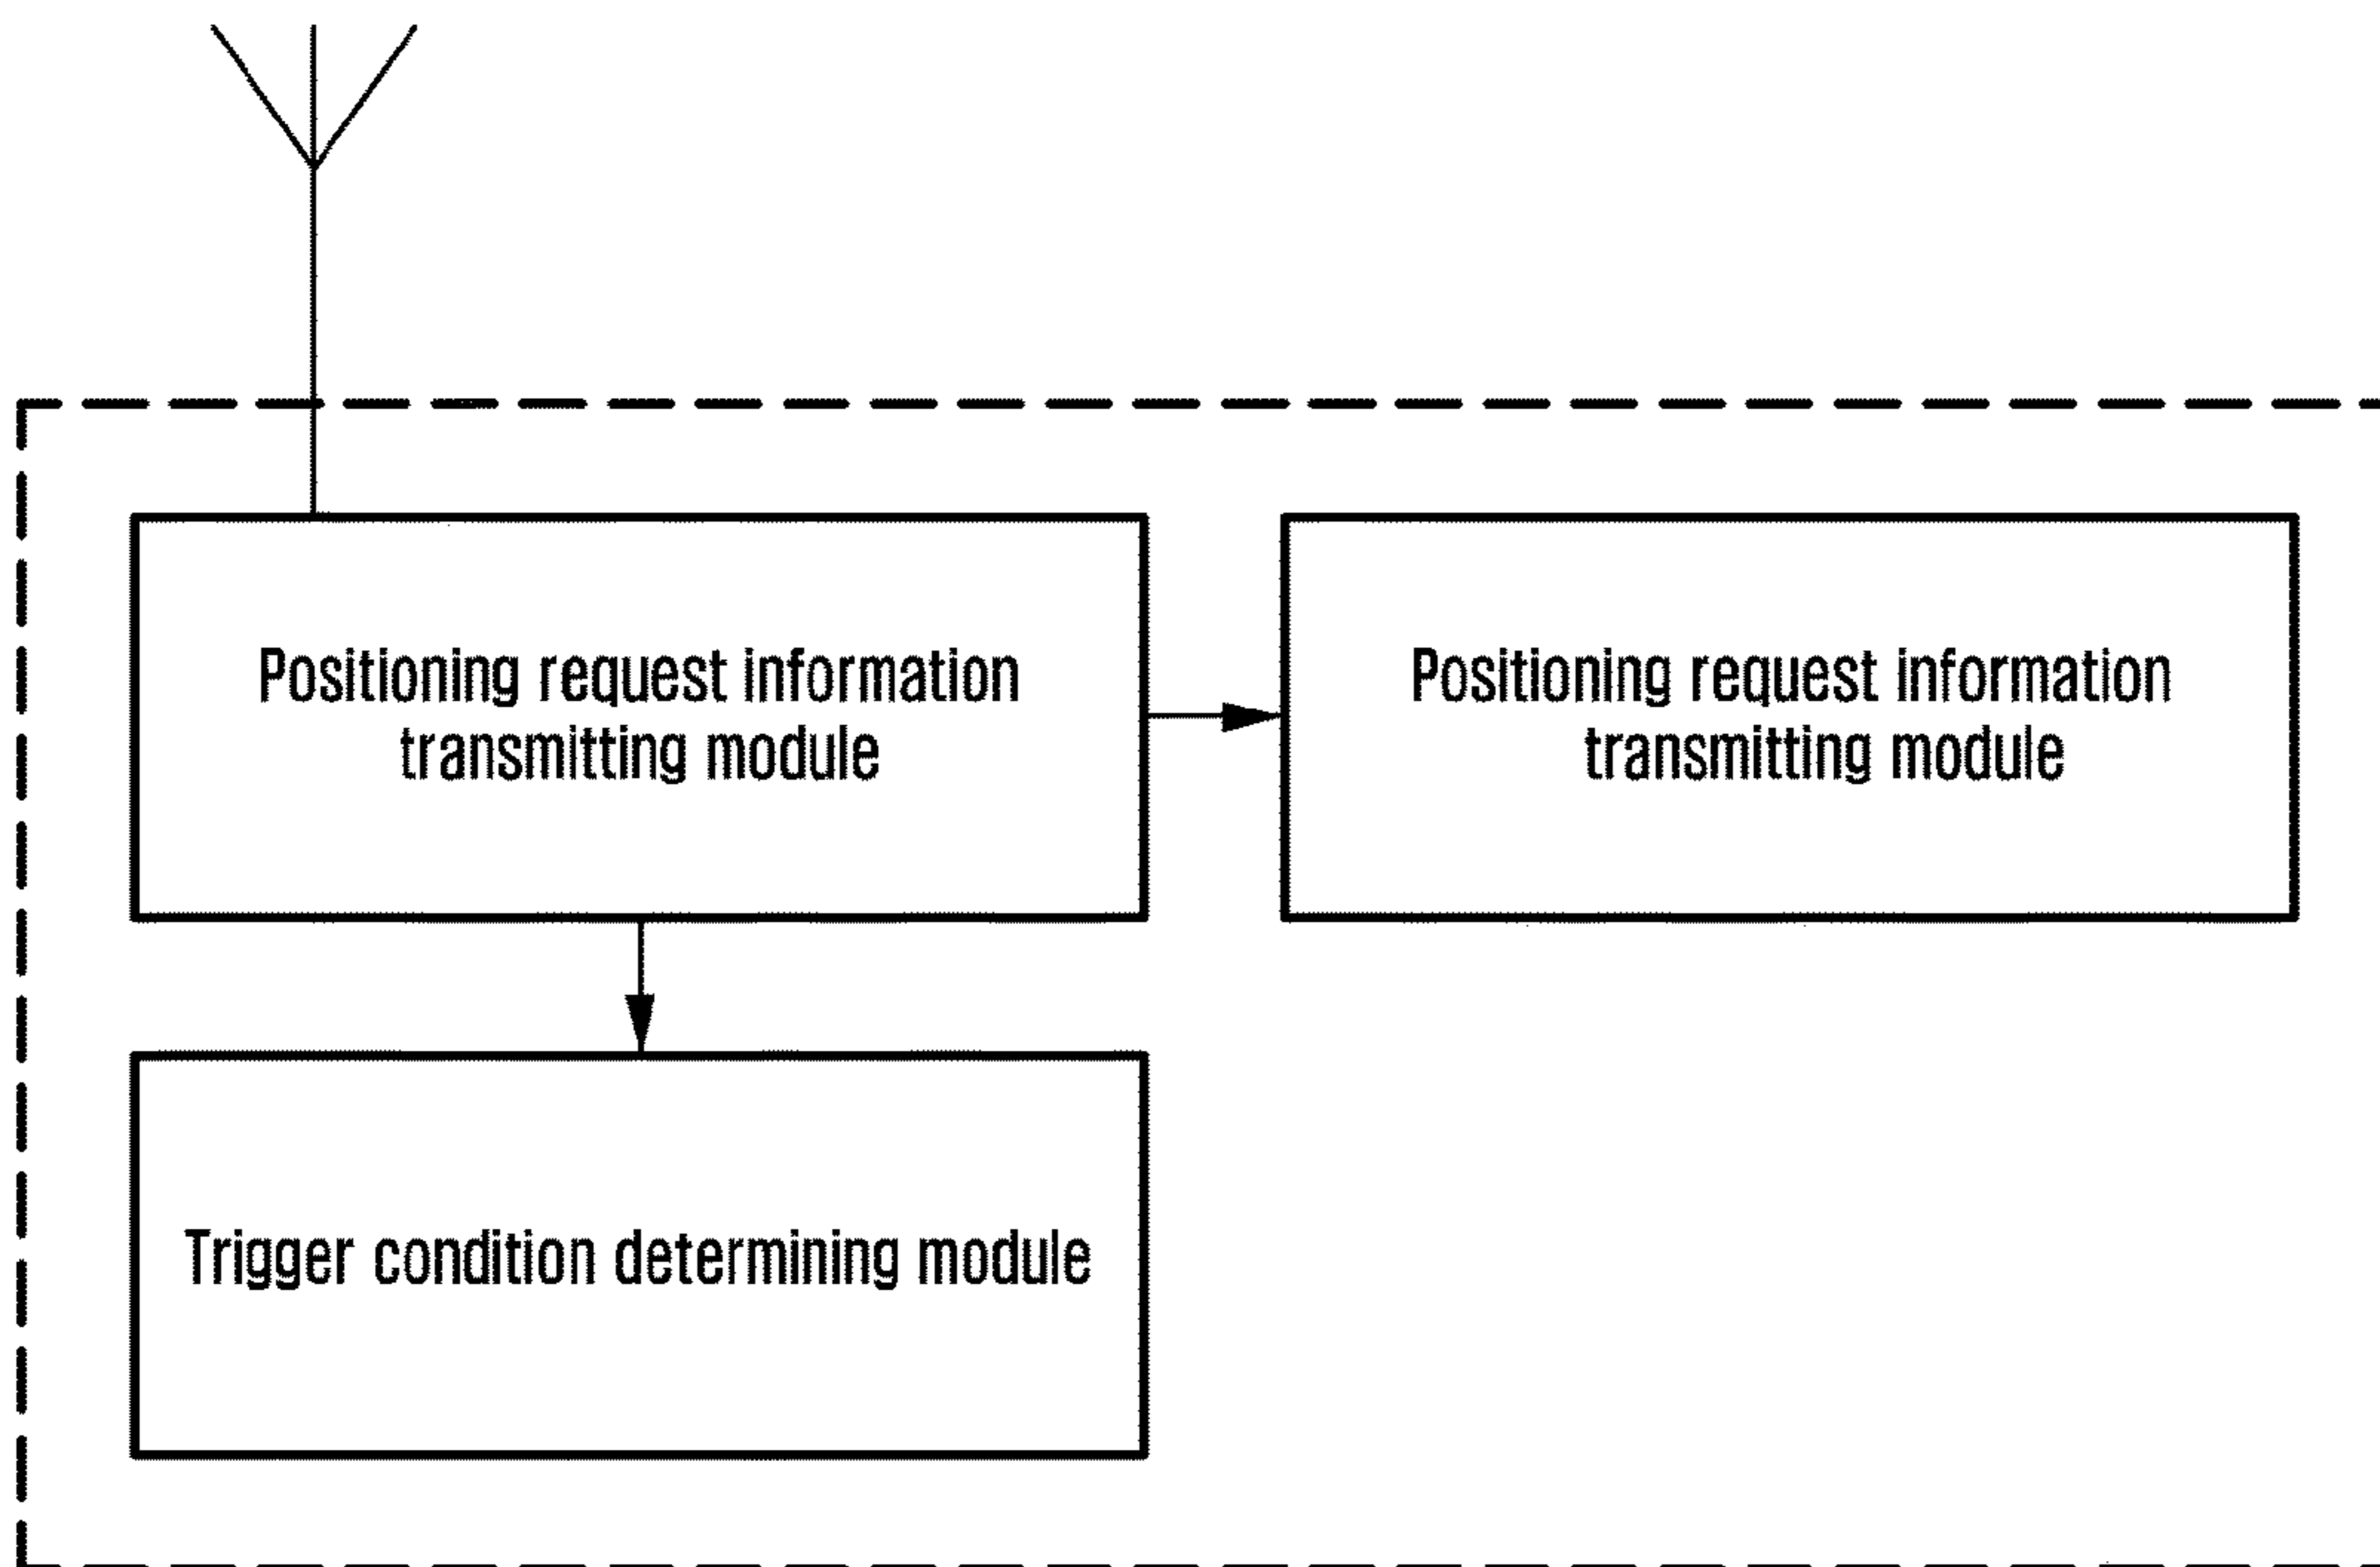 Positioning request information
transmitting module
Positioning request information
transmitting module
Trigger condition determining module